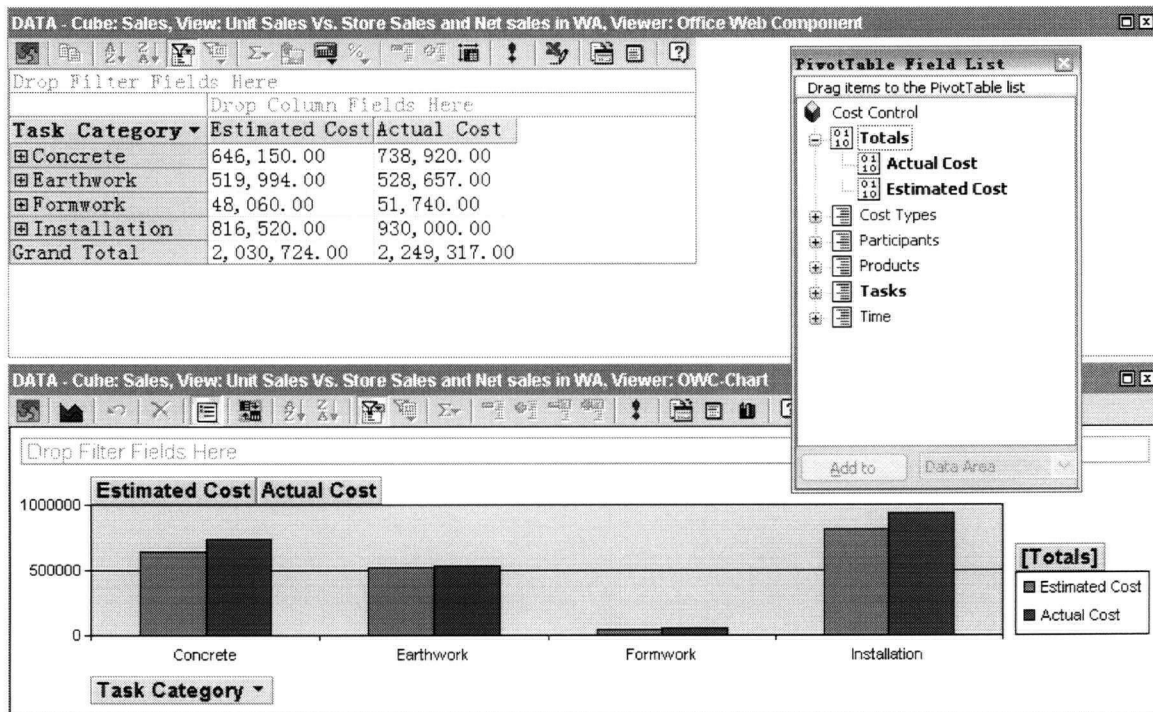 DATA - Cube: Sales, View: Unit Sales Vs. Store Sales and Net sales in WA, Viewer: Office Web Component
Drop Filter Fields Here
Drop Column Fields Here
Task Category Estimated Cost Actual Cost
Concrete 646,150.00 738,920.00
Earthwork 519,994.00 528,657.00
Formwork 48,060.00 51,740.00
Installation 816,520.00 930,000.00
Grand Total 2,030,724.00 2,249,317.00
PivotTable Field List
Drag items to the PivotTable list
Cost Control
Totals
Actual Cost
Estimated Cost
Cost Types
Participants
Products
Tasks
Time
Add to Data Area
DATA - Cube: Sales, View: Unit Sales Vs. Store Sales and Net sales in WA, Viewer: OWC-Chart
Drop Filter Fields Here
Estimated Cost Actual Cost
1000000
500000
0
Concrete Earthwork Formwork Installation
Task Category
[Totals]
Estimated Cost
Actual Cost